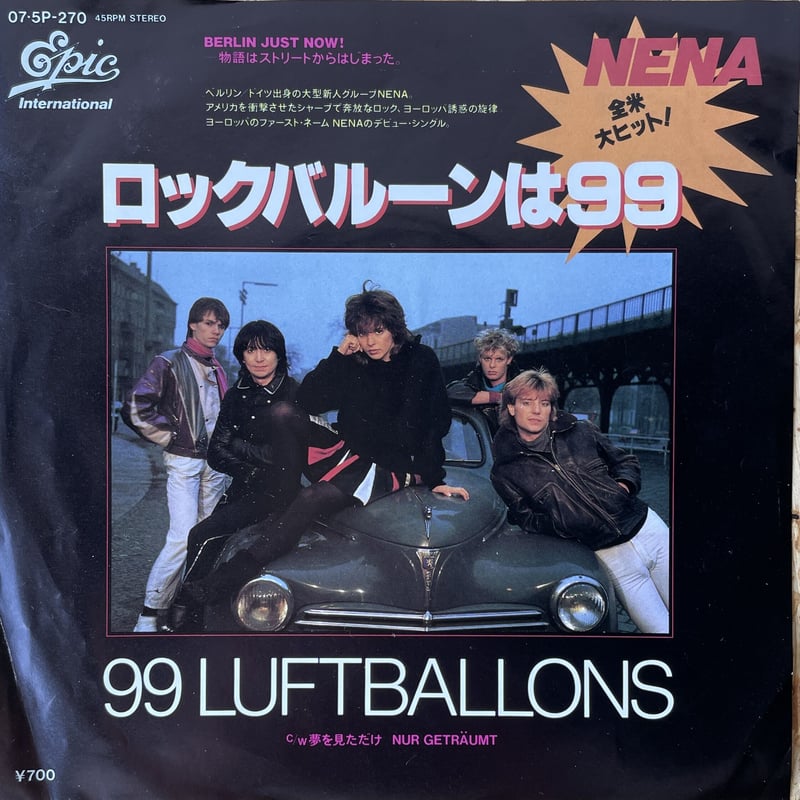 07·5P-270 45RPM STEREO
Epic
International
BERLIN JUST NOW!
―物語はストリートからはじまった。
NENA
全米
大ヒット!
ベルリン/ドイツ出身の大型新人グループNENA。
アメリカを衝撃させたシャープで奔放なロック、ヨーロッパ誘惑の旋律
ヨーロッパのファースト・ネーム NENAのデビュー・シングル。
ロックバルーンは99
99 LUFTBALLONS
C/W 夢を見ただけ NUR GETRÄUMT
¥700